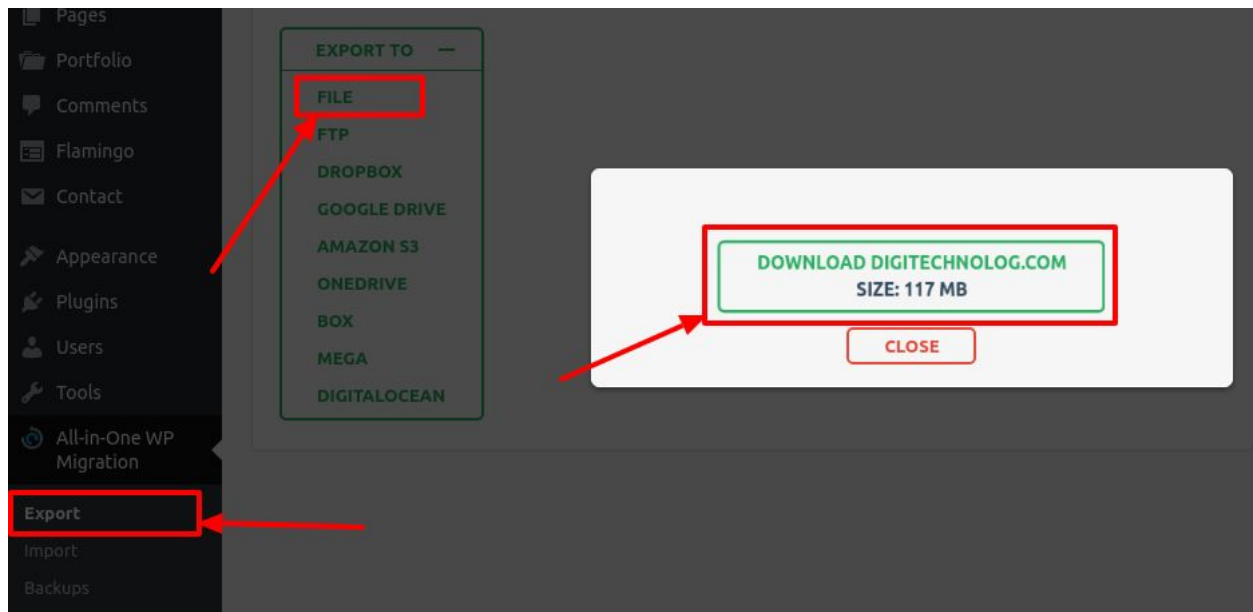 Pages
Portfolio
Comments
Flamingo
Contact
Appearance
Plugins
Users
Tools
All-in-One WP
Migration
Export
Import
Backups
EXPORT TO
FILE
FTP
DROPBOX
GOOGLE DRIVE
AMAZON S3
ONEDRIVE
BOX
MEGA
DIGITALOCEAN
DOWNLOAD DIGITECHNOLOG.COM
SIZE: 117 MB
CLOSE